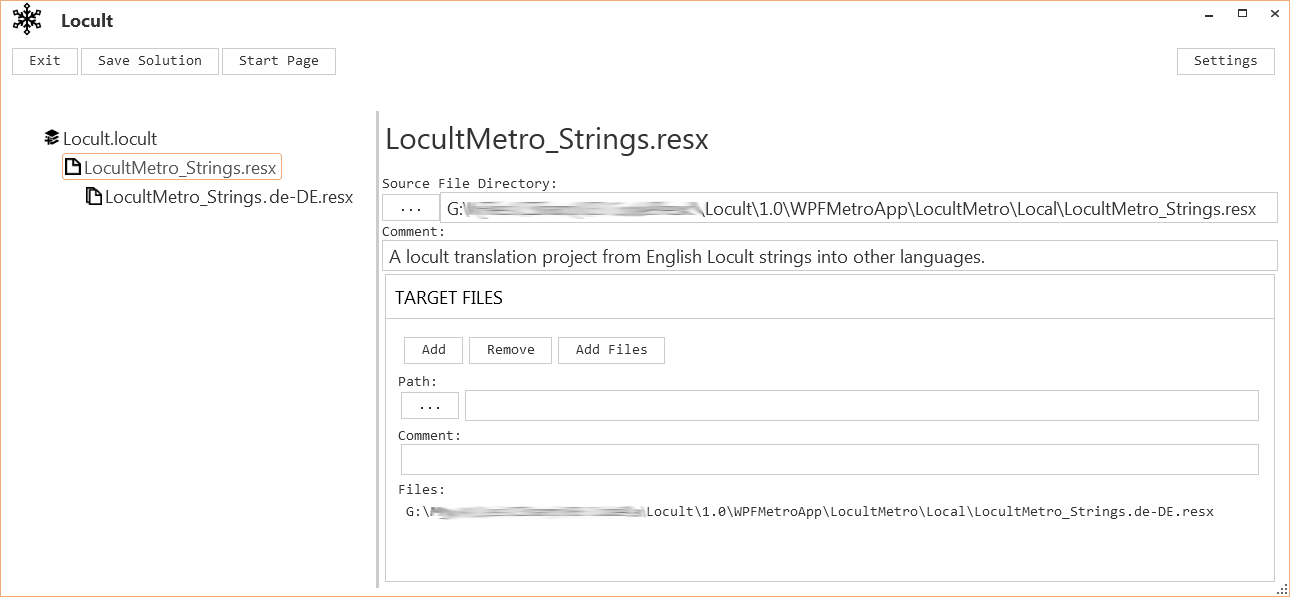 Locult
Exit Save Solution Start Page Settings
Locult.locult
LocultMetro_Strings.resx
LocultMetro_Strings.de-DE.resx
LocultMetro_Strings.resx
Source File Directory:
... G:\ \Locult\1.0\WPFMetroApp\LocultMetro\Local\LocultMetro_Strings.resx
Comment:
A locult translation project from English Locult strings into other languages.
TARGET FILES
Add Remove Add Files
Path:
...
Comment:
Files:
G:\ Locult\1.0\WPFMetroApp\LocultMetro\Local\LocultMetro_Strings.de-DE.resx